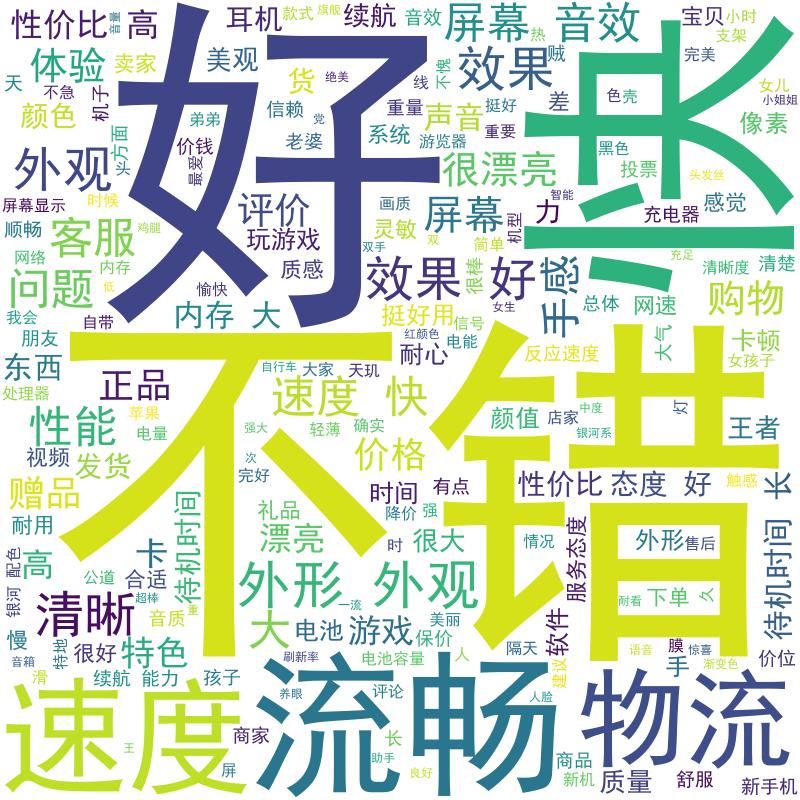 性价比
音量
高
耳机
款式
旗舰
续航
音效
屏幕
热
音效
宝贝
小时
支架
体验
卖家
美观
效果
贼
不愧
完美
天
不急
机子
货
绝美
线
差
色
壳
女儿
小姐姐
颜色
弟弟
信赖
党
重量
声音
挺好
像素
好
快
外观
头
方面
价钱
最爱
老婆
系统
游览器
重要
很漂亮
黑色
投票
头发丝
屏幕显示
时候
评价
画质
灵敏
屏幕
机型
力
智能
充电器
感觉
顺畅
客服
鸡腿
玩游戏
双手
双
简单
网络
问题
内存
低
质感
效果
很棒
好
手感
充足
清晰度
清楚
愉快
女生
总体
网速
购物
我会
自带
内存
大
挺好用
信号
红颜色
电能
大气
卡顿
朋友
不错
东西
正品
自行车
大家
天玑
耐心
反应速度
女孩子
处理器
苹果
速度
快
颜值
店家
中度
银河系
灯
王者
性能
电量
强大
轻薄
确实
价格
视频
发货
次
完好
赠品
待机时间
时间
有点
性价比
态度
好
触感
长
耐用
礼品
降价
强
漂亮
时
很大
情况
服务态度
外形
售后
待机时间
银河
配色
高
公道
卡
合适
超棒
外形
外观
耐看
下单
久
清晰
音质
重
一流
大
电池
游戏
美丽
保价
隔天
软件
语音
膜
惊喜
慢
音箱
特地
很好
特色
刷新率
电池容量
人
建议
手
渐变色
价位
滑
续航
能力
孩子
养眼
评论
人脸
速度
流畅
物流
王
商家
屏
长
助手
良好
商品
新机
质量
舒服
新手机